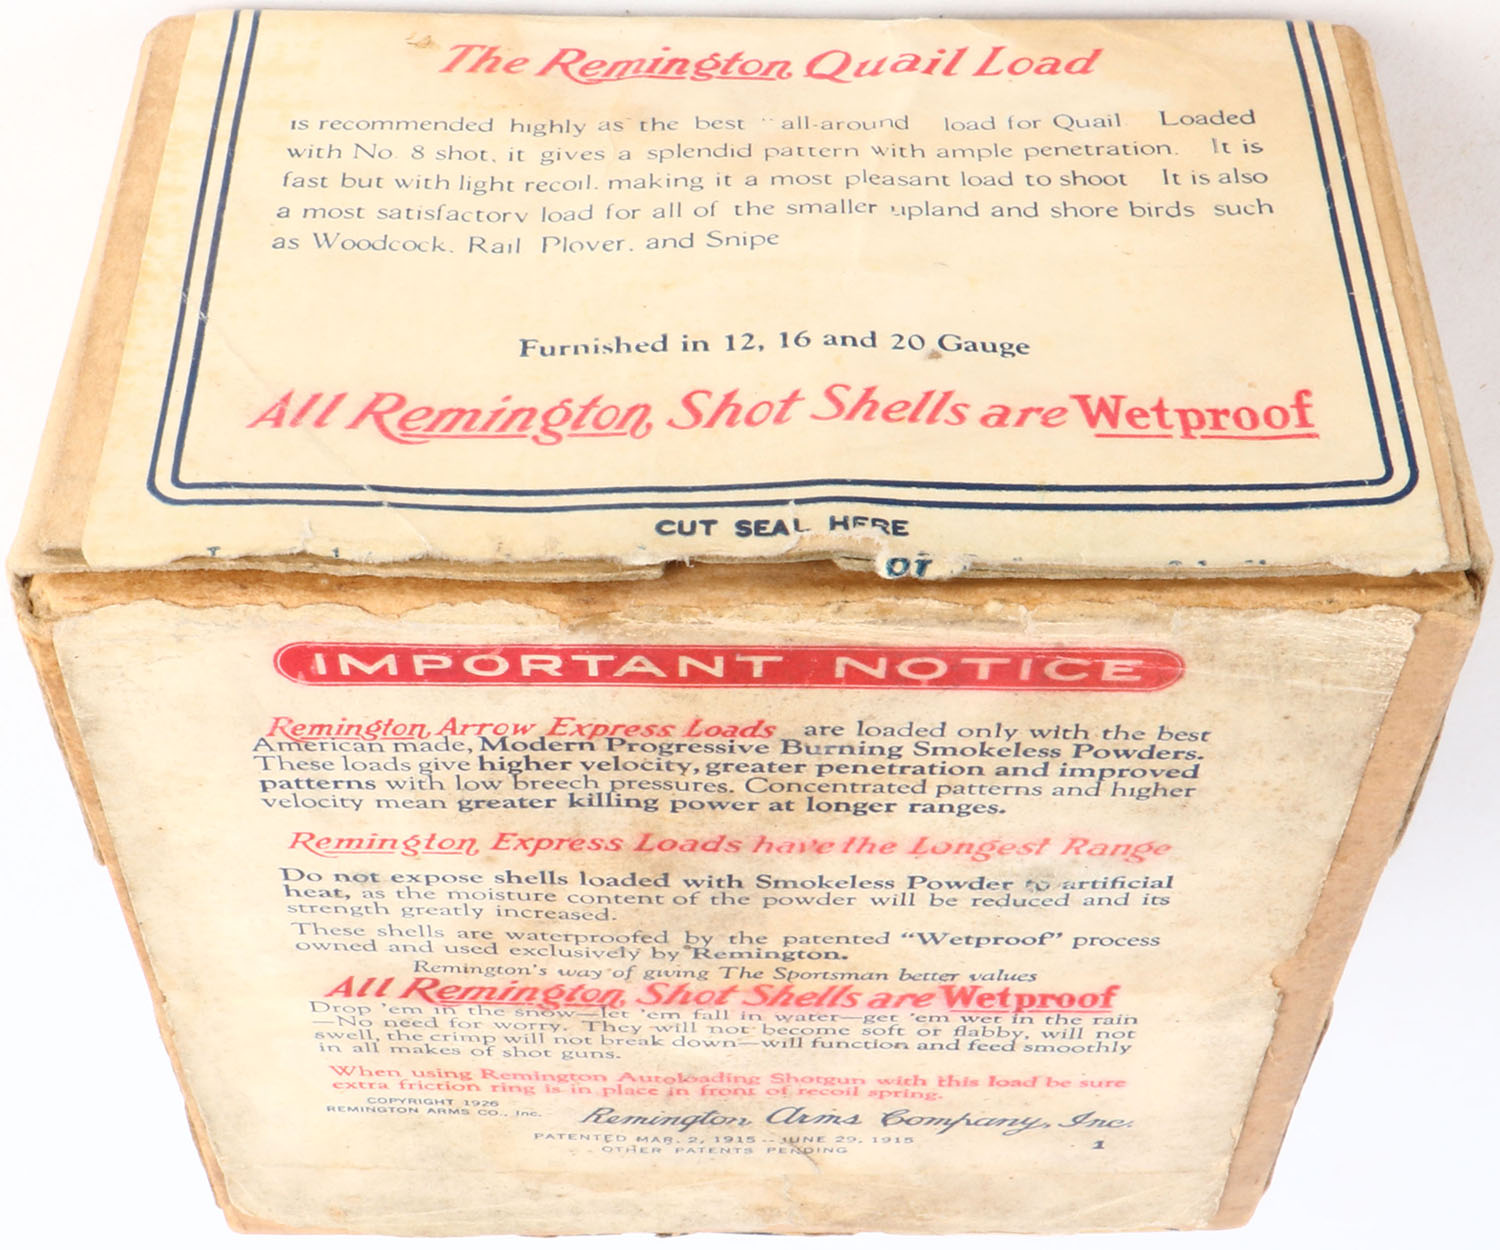 The Remington Quail Load
is recommended highly as the best "all-around load for Quail Loaded
with No. 8 shot, it gives a splendid pattern with ample penetration. It is
fast but with light recoil, making it a most pleasant load to shoot It is also
a most satisfactory load for all of the smaller upland and shore birds such
as Woodcock, Rail Plover, and Snipe
Furnished in 12, 16 and 20 Gauge
All Remington Shot Shells are Wetproof
CUT SEAL HERE
IMPORTANT NOTICE
Remington Arrow Express Loads are loaded only with the best
American made, Modern Progressive Burning Smokeless Powders.
These loads give higher velocity, greater penetration and improved
patterns with low breech pressures. Concentrated patterns and higher
velocity mean greater killing power at longer ranges.
Remington Express Loads have the Longest Range
Do not expose shells loaded with Smokeless Powder to artificial
heat, as the moisture content of the powder will be reduced and its
strength greatly increased.
These shells are waterproofed by the patented "Wetproof" process
owned and used exclusively by Remington.
Remington's way of giving The Sportsman better values
All Remington Shot Shells are Wetproof
Drop 'em in the snow—let 'em fall in water—get 'em wet in the rain
—No need for worry. They will not become soft or flabby, will not
swell, the crimp will not break down—will function and feed smoothly
in all makes of shot guns.
When using Remington Autoloading Shotgun with this load be sure
extra friction ring is in place in front of recoil spring.
COPYRIGHT 1926
REMINGTON ARMS CO., Inc.
Remington Arms Company, Inc.
PATENTED MAR. 2, 1915 -- JUNE 29, 1915
OTHER PATENTS PENDING
1